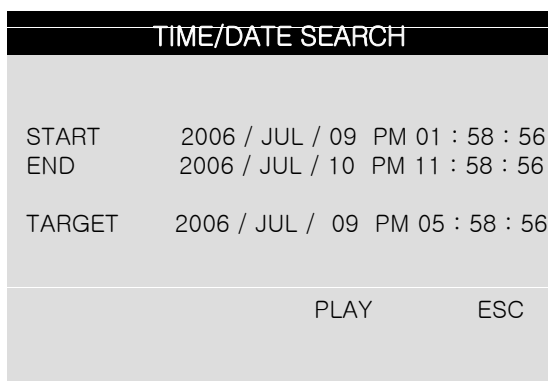 TIME/DATE SEARCH
START 2006 / JUL / 09 PM 01 : 58 : 56
END 2006 / JUL / 10 PM 11 : 58 : 56
TARGET 2006 / JUL / 09 PM 05 : 58 : 56
PLAY ESC